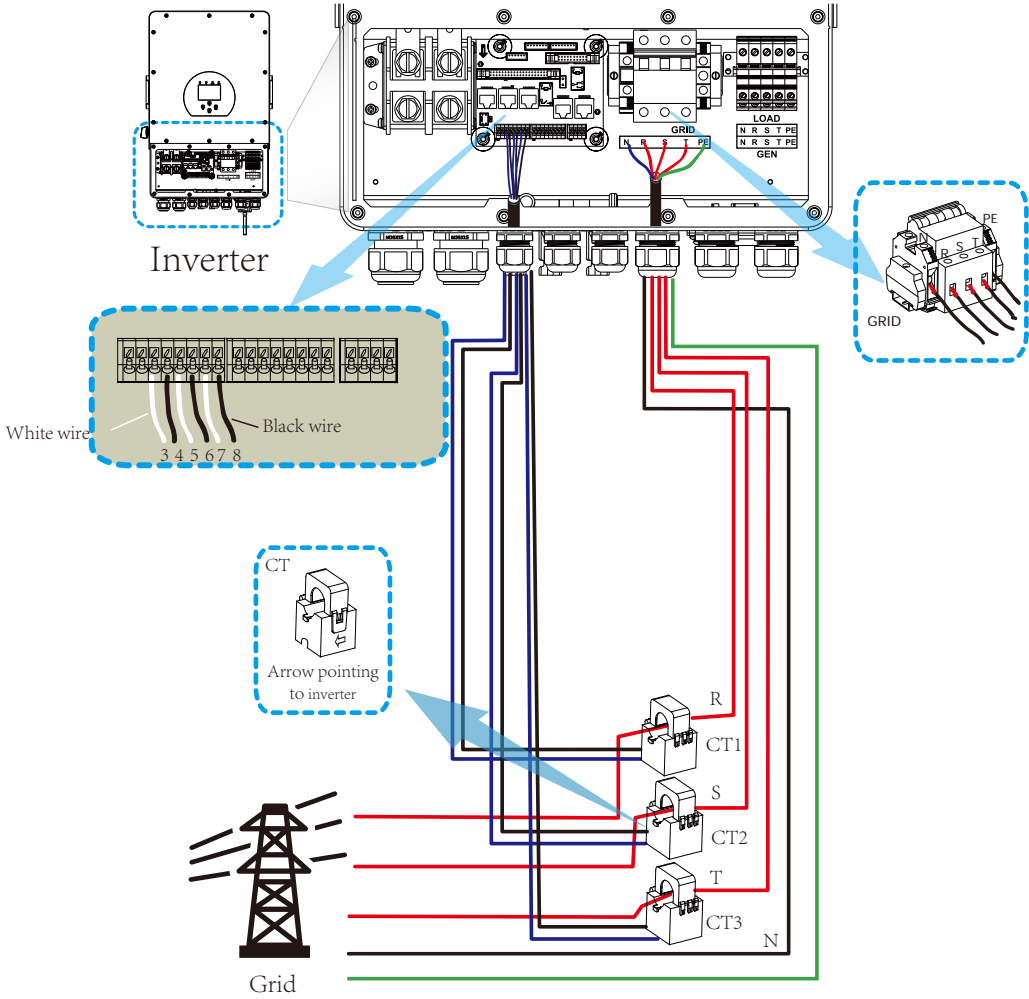 LOAD
N R S T PE
GEN
GRID
N R S T PE
Inverter
PE
N
R S T
GRID
White wire
Black wire
3 4 5 6 7 8
CT
Arrow pointing
to inverter
R
CT1
S
CT2
T
CT3
N
Grid